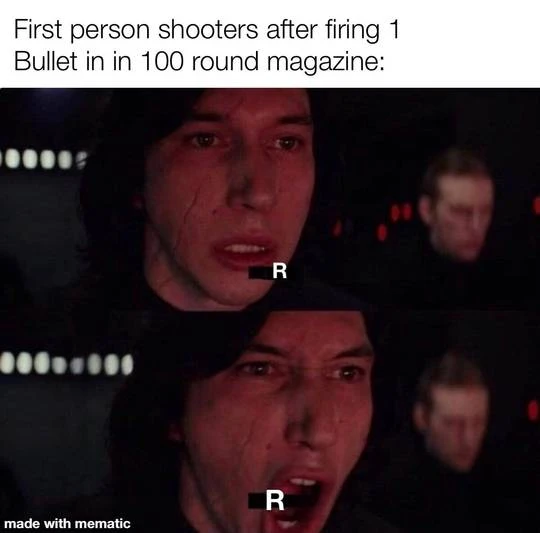 First person shooters after firing 1
Bullet in in 100 round magazine:
R
R
made with mematic